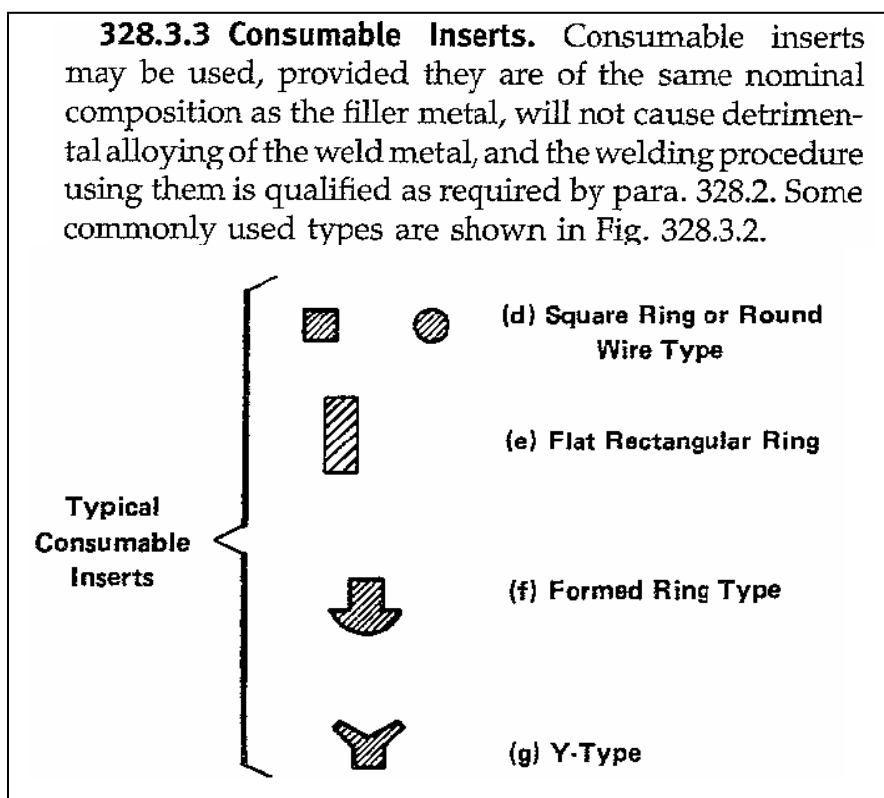 328.3.3 Consumable Inserts. Consumable inserts
may be used, provided they are of the same nominal
composition as the filler metal, will not cause detrimen-
tal alloying of the weld metal, and the welding procedure
using them is qualified as required by para. 328.2. Some
commonly used types are shown in Fig. 328.3.2.
(d) Square Ring or Round
Wire Type
(e) Flat Rectangular Ring
Typical
Consumable
Inserts
(f) Formed Ring Type
(g) Y-Type